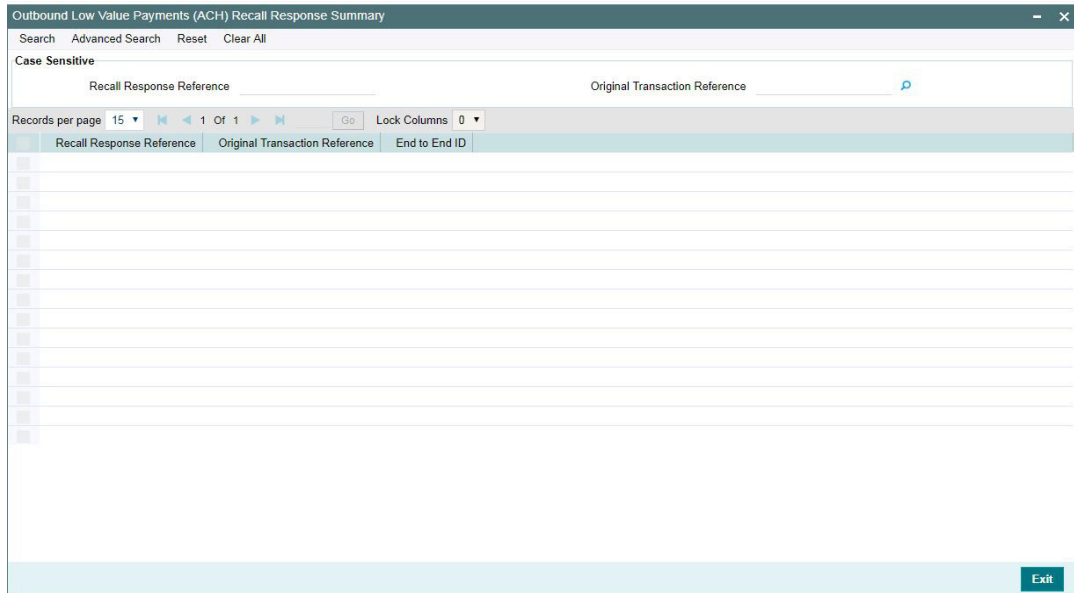 Outbound Low Value Payments (ACH) Recall Response Summary
Search Advanced Search Reset Clear All
Case Sensitive
Recall Response Reference Original Transaction Reference
Records per page 15 1 Of 1 Go Lock Columns 0
Recall Response Reference Original Transaction Reference End to End ID
Exit